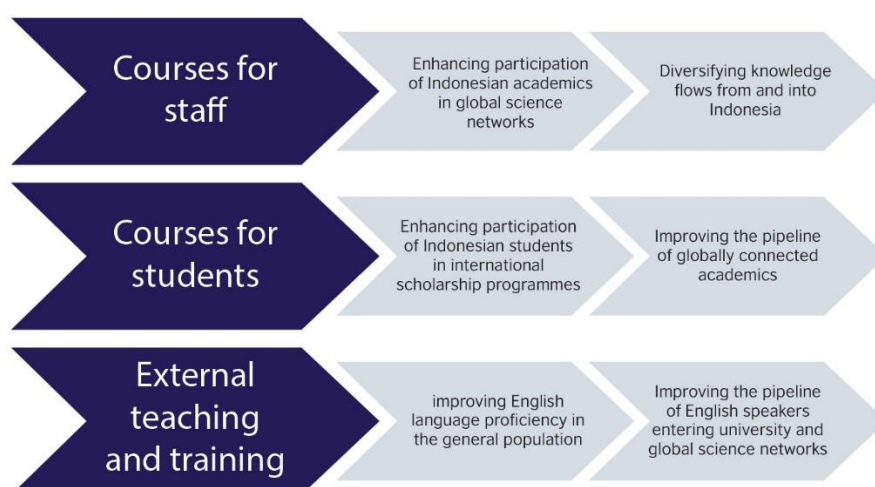 Courses for
staff
Enhancing participation
of Indonesian academics
in global science
networks
Diversifying knowledge
flows from and into
Indonesia
Courses for
students
Enhancing participation
of Indonesian students
in international
scholarship programmes
Improving the pipeline
of globally connected
academics
External
teaching
and training
improving English
language proficiency in
the general population
Improving the pipeline
of English speakers
entering university and
global science networks